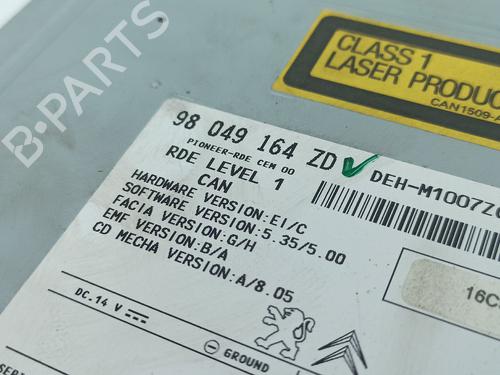 B-PARTS
CLASS 1
LASER PRODUC
CAN1509-A
98 049 164 ZD
PIONEER-RDE CEM 00
RDE LEVEL 1
CAN
DEH-M1007Z
HARDWARE VERSION:EI/C
SOFTWARE VERSION:5.35/5.00
FACIA VERSION:G/H
EMF VERSION:B/A
CD MECHA VERSION:A/8.05
16C
DC.14 V
GROUND